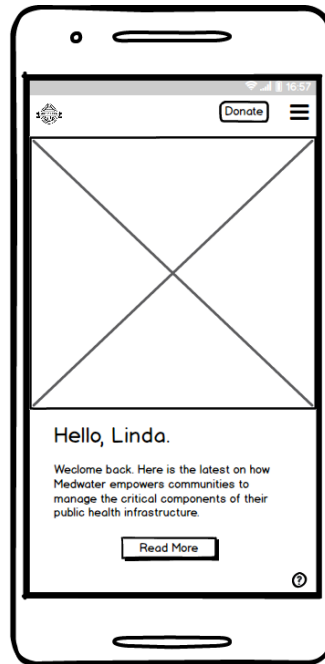 16:57
Donate
Hello, Linda.
Weclome back. Here is the latest on how
Medwater empowers communities to
manage the critical components of their
public health infrastructure.
Read More
?